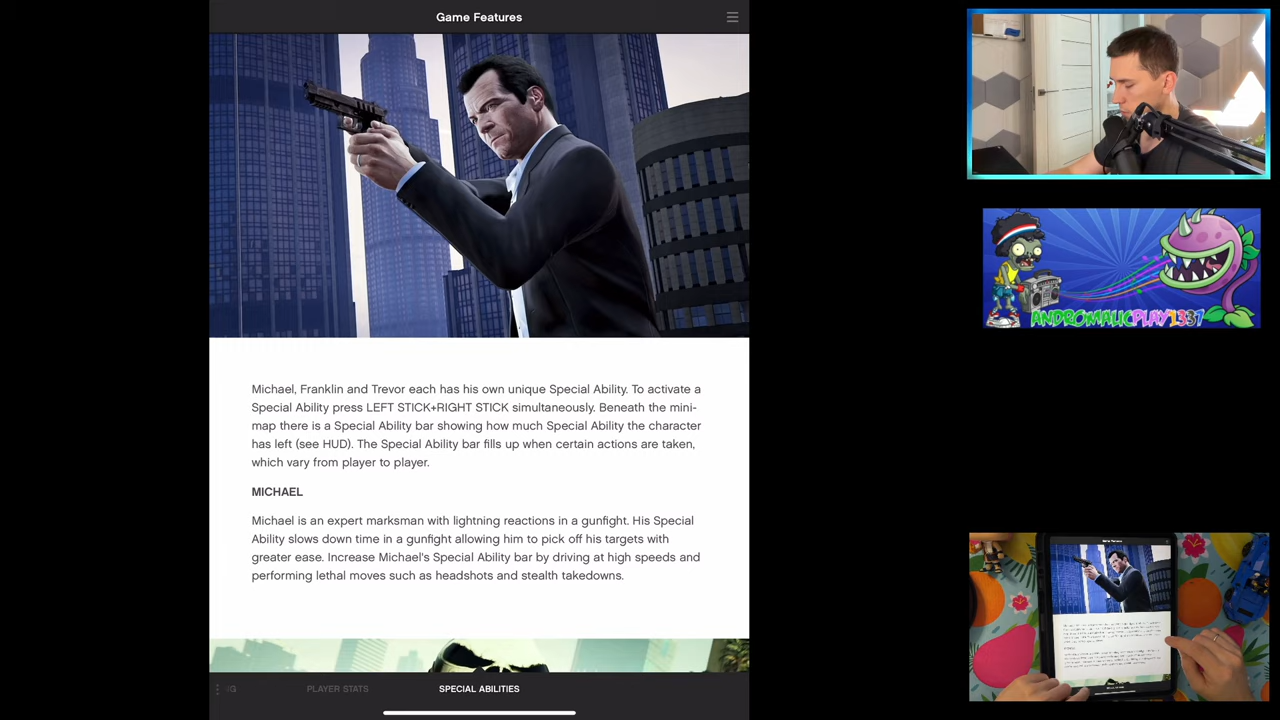 Game Features
Michael, Franklin and Trevor each has his own unique Special Ability. To activate a
Special Ability press LEFT STICK+RIGHT STICK simultaneously. Beneath the mini-
map there is a Special Ability bar showing how much Special Ability the character
has left (see HUD). The Special Ability bar fills up when certain actions are taken,
which vary from player to player.
MICHAEL
Michael is an expert marksman with lightning reactions in a gunfight. His Special
Ability slows down time in a gunfight allowing him to pick off his targets with
greater ease. Increase Michael's Special Ability bar by driving at high speeds and
performing lethal moves such as headshots and stealth takedowns.
PLAYER STATS
SPECIAL ABILITIES
ANDROMALICPLAY1337